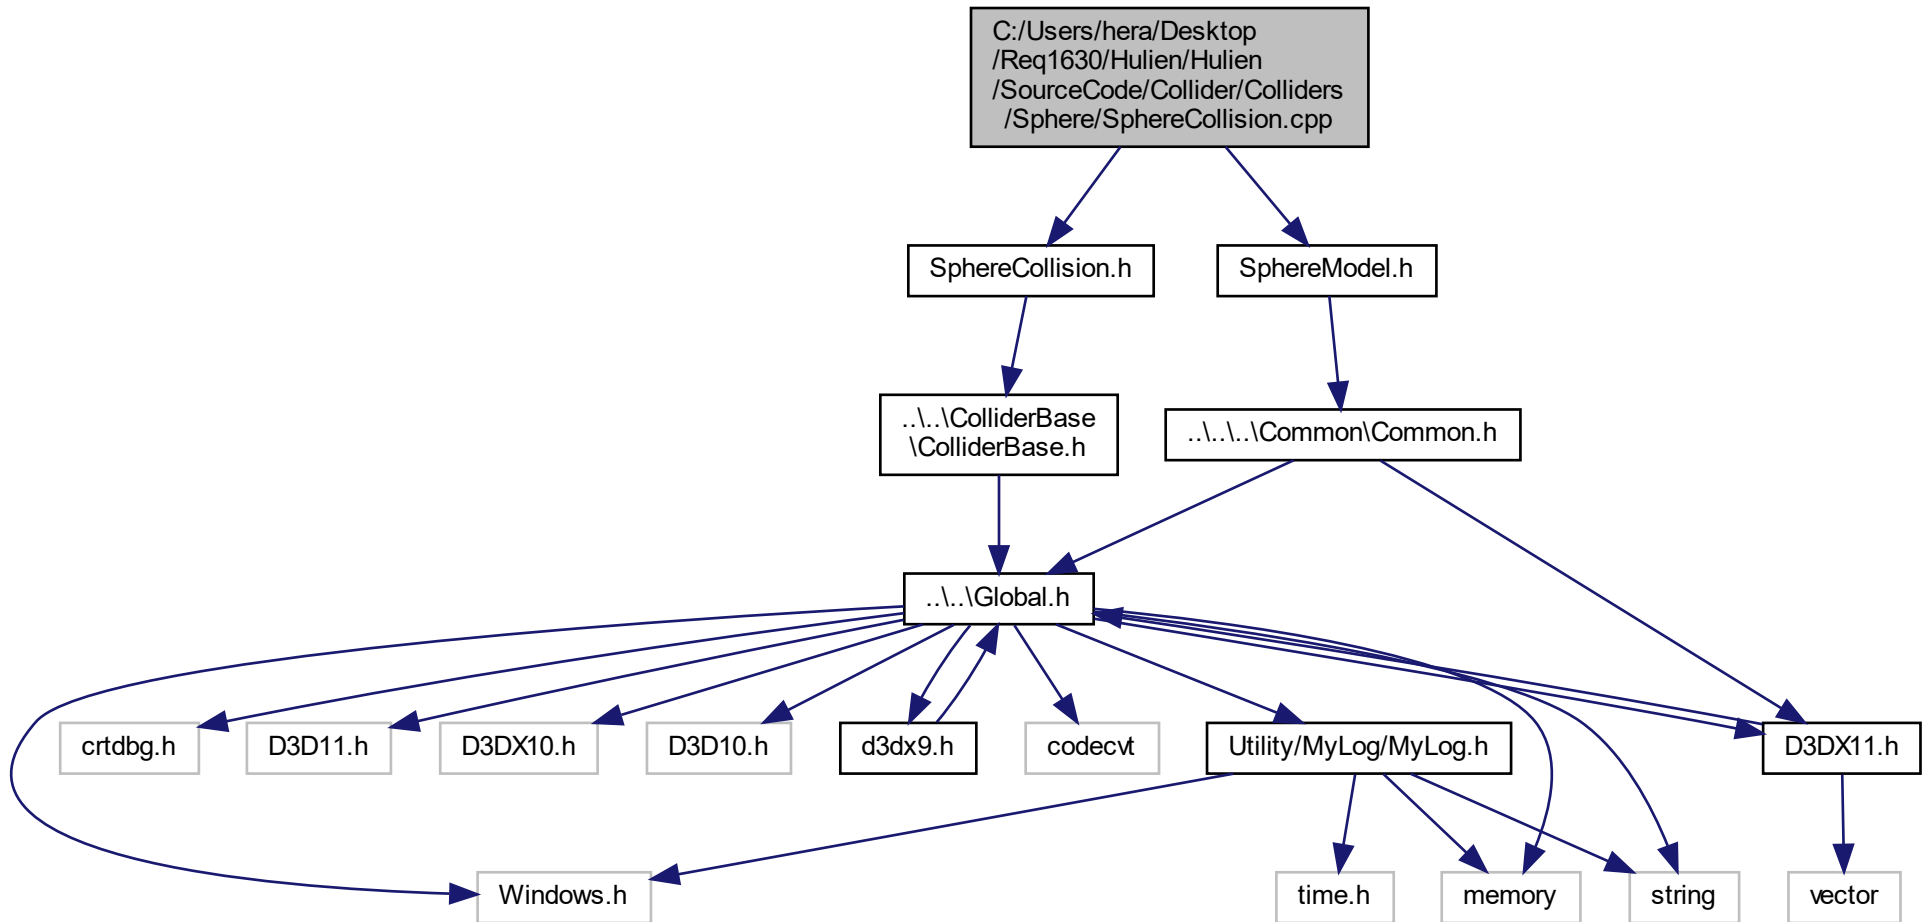 C:/Users/hera/Desktop
/Req1630/Hulien/Hulien
/SourceCode/Collider/Colliders
/Sphere/SphereCollision.cpp
SphereCollision.h
SphereModel.h
..\..\ColliderBase
\ColliderBase.h
..\..\..\Common\Common.h
..\..\Global.h
crtdbg.h
D3D11.h
D3DX10.h
D3D10.h
d3dx9.h
codecvt
Utility/MyLog/MyLog.h
D3DX11.h
Windows.h
time.h
memory
string
vector